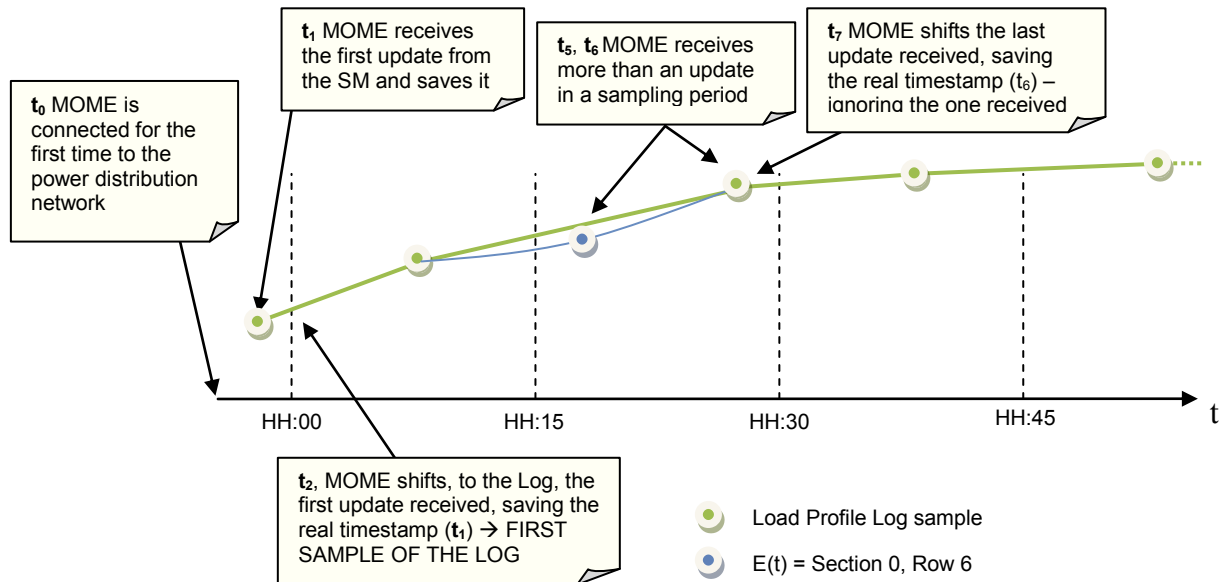 t₀ MOME is
connected for the
first time to the
power distribution
network
t₁ MOME receives
the first update from
the SM and saves it
t₅, t₆ MOME receives
more than an update
in a sampling period
t₇ MOME shifts the last
update received, saving
the real timestamp (t₆) –
ignoring the one received
HH:00
HH:15
HH:30
HH:45
t
t₂, MOME shifts, to the Log, the
first update received, saving the
real timestamp (t₁) → FIRST
SAMPLE OF THE LOG
Load Profile Log sample
E(t) = Section 0, Row 6